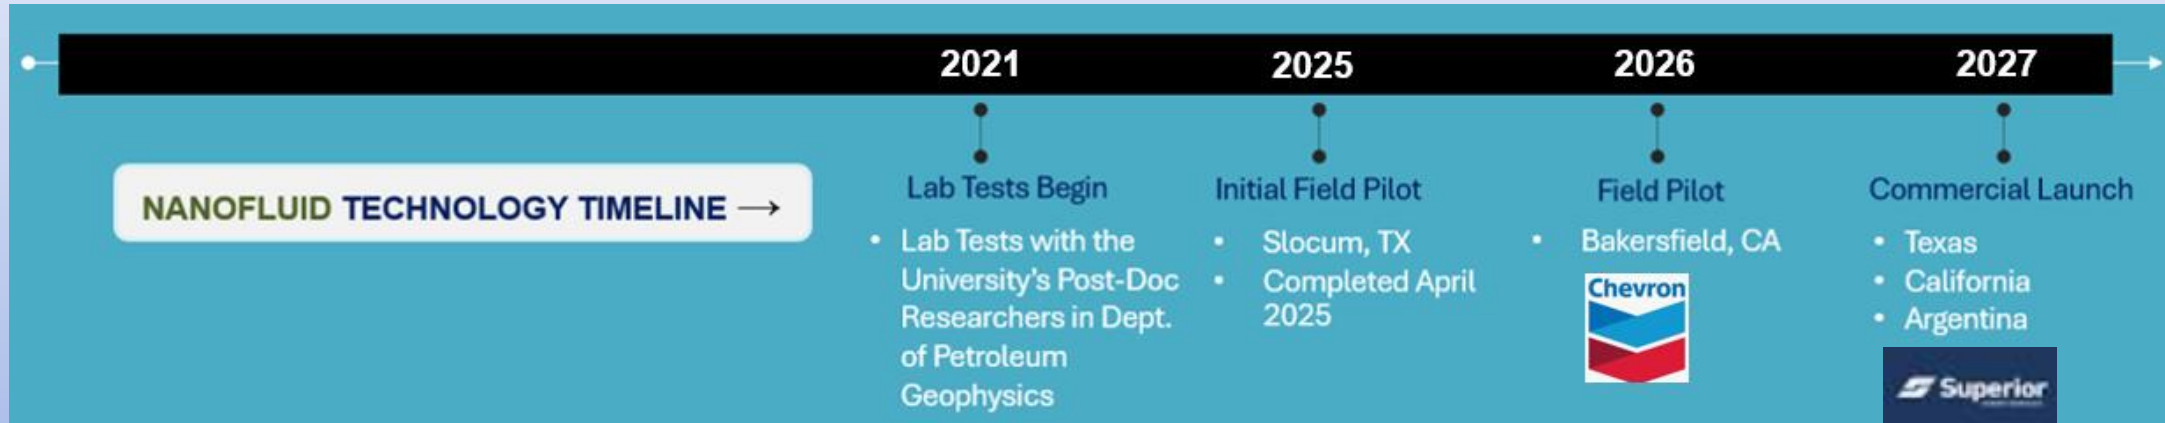 2021
2025
2026
2027
NANOFLUID TECHNOLOGY TIMELINE →
Lab Tests Begin
• Lab Tests with the
University's Post-Doc
Researchers in Dept.
of Petroleum
Geophysics
Initial Field Pilot
• Slocum, TX
• Completed April
2025
Field Pilot
• Bakersfield, CA
Chevron
Commercial Launch
• Texas
• California
• Argentina
Superior